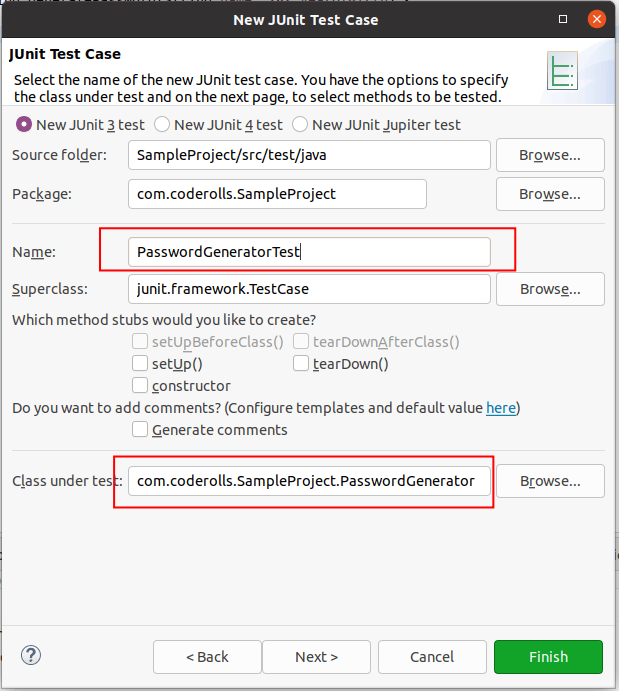 New JUnit Test Case
JUnit Test Case
Select the name of the new JUnit test case. You have the options to specify
the class under test and on the next page, to select methods to be tested.
New JUnit 3 test New JUnit 4 test New JUnit Jupiter test
Source folder: SampleProject/src/test/java Browse...
Package: com.coderolls.SampleProject Browse...
Name: PasswordGeneratorTest
Superclass: junit.framework.TestCase Browse...
Which method stubs would you like to create?
setUpBeforeClass() tearDownAfterClass()
setUp() tearDown()
constructor
Do you want to add comments? (Configure templates and default value here)
Generate comments
Class under test: com.coderolls.SampleProject.PasswordGenerator Browse...
? < Back Next > Cancel Finish